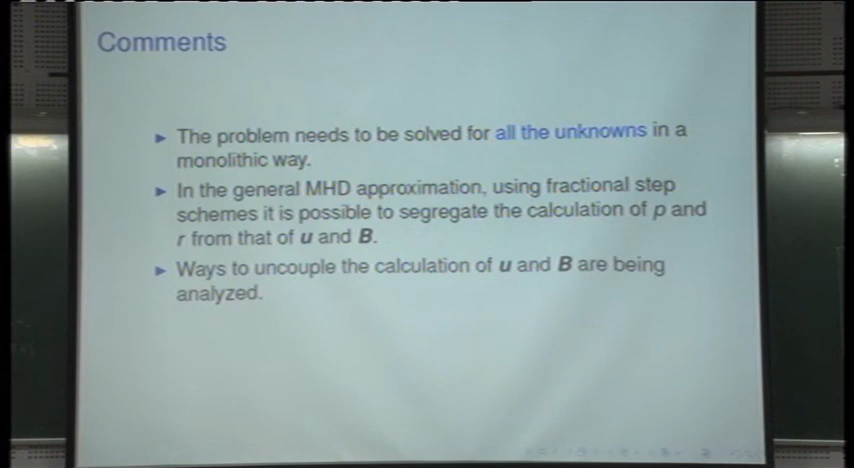 Comments
► The problem needs to be solved for all the unknowns in a
monolithic way.
► In the general MHD approximation, using fractional step
schemes it is possible to segregate the calculation of p and
r from that of u and B.
► Ways to uncouple the calculation of u and B are being
analyzed.